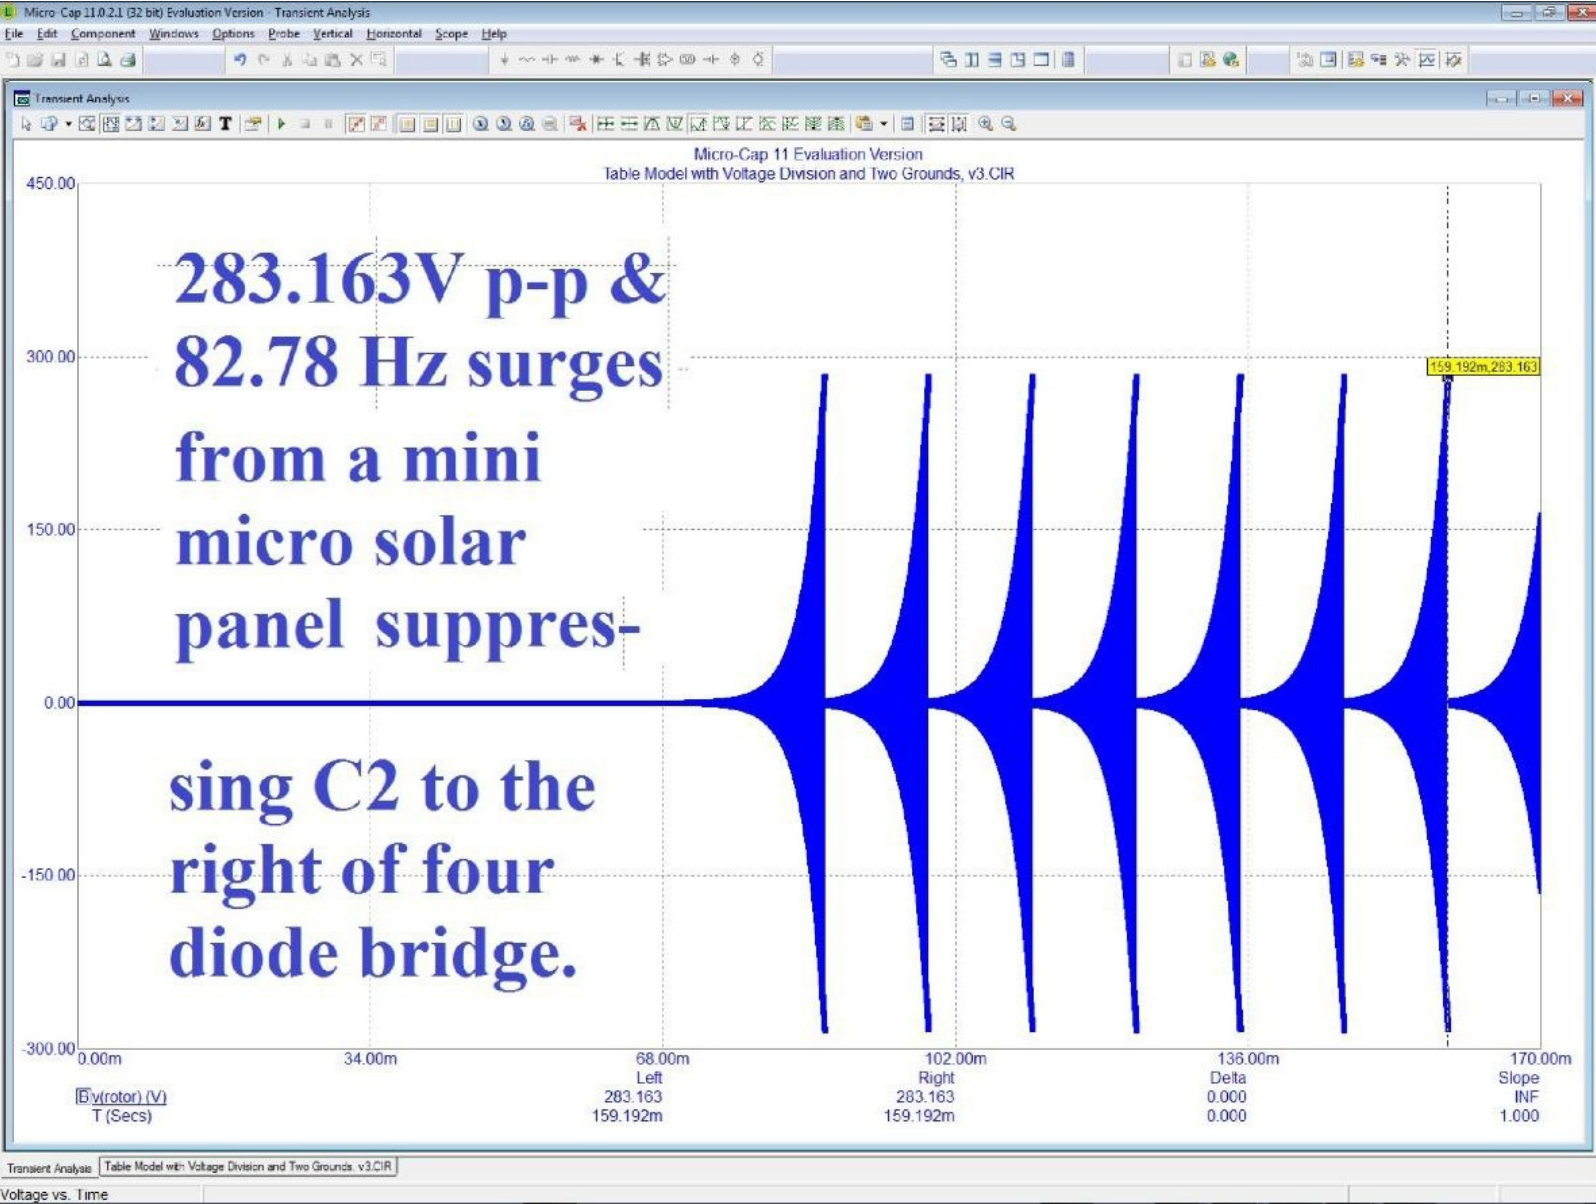 Micro-Cap 11.0.2.1 (32 bit) Evaluation Version - Transient Analysis
File Edit Component Windows Options Probe Vertical Horizontal Scope Help
Transient Analysis
T
Micro-Cap 11 Evaluation Version
Table Model with Voltage Division and Two Grounds, v3.CIR
450.00
283.163V p-p &
82.78 Hz surges
300.00
159.192m,283.163
from a mini
150.00
micro solar
panel suppres-
0.00
sing C2 to the
-150.00
right of four
diode bridge.
-300.00
0.00m 34.00m 68.00m 102.00m 136.00m 170.00m
Left Right Delta Slope
B v(rotor) (V) 283.163 283.163 0.000 INF
T (Secs) 159.192m 159.192m 0.000 1.000
Transient Analysis Table Model with Voltage Division and Two Grounds, v3.CIR
Voltage vs. Time